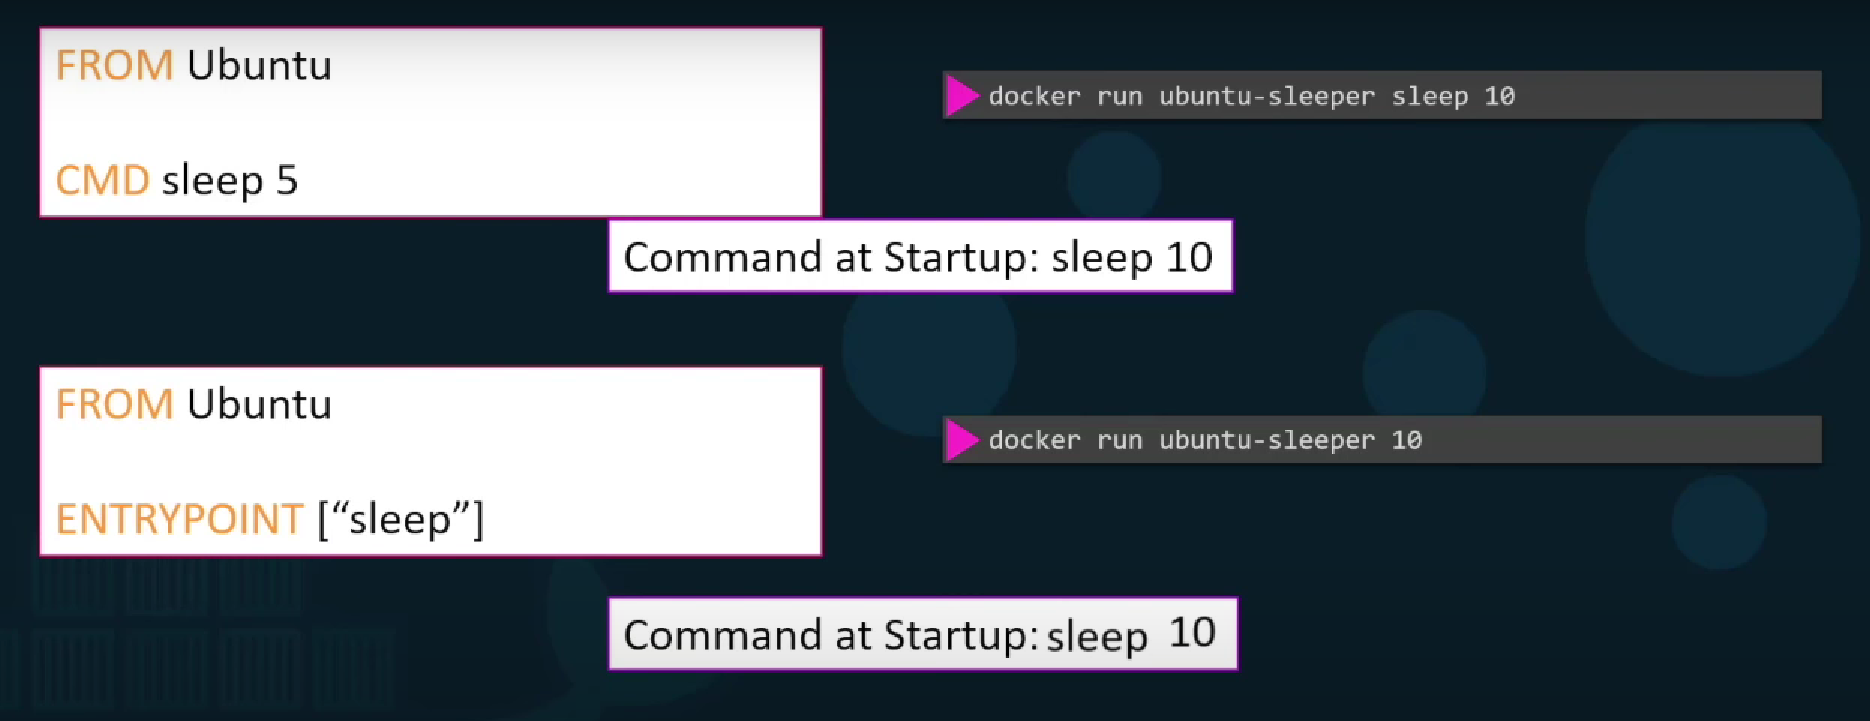 FROM Ubuntu
CMD sleep 5
docker run ubuntu-sleeper sleep 10
Command at Startup: sleep 10
FROM Ubuntu
ENTRYPOINT [“sleep”]
docker run ubuntu-sleeper 10
Command at Startup: sleep 10